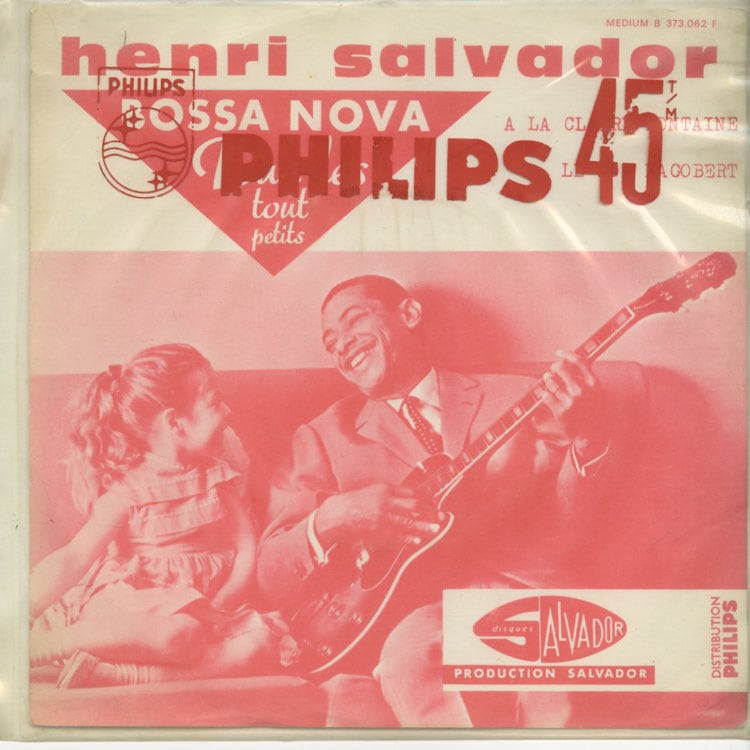 MEDIUM B 373.062 F
henri salvador
PHILIPS
BOSSA NOVA
tout
petits
PHILIPS
45 T/M
A LA CLAIRE FONTAINE
DAGOBERT
disques SALVADOR
PRODUCTION SALVADOR
DISTRIBUTION
PHILIPS